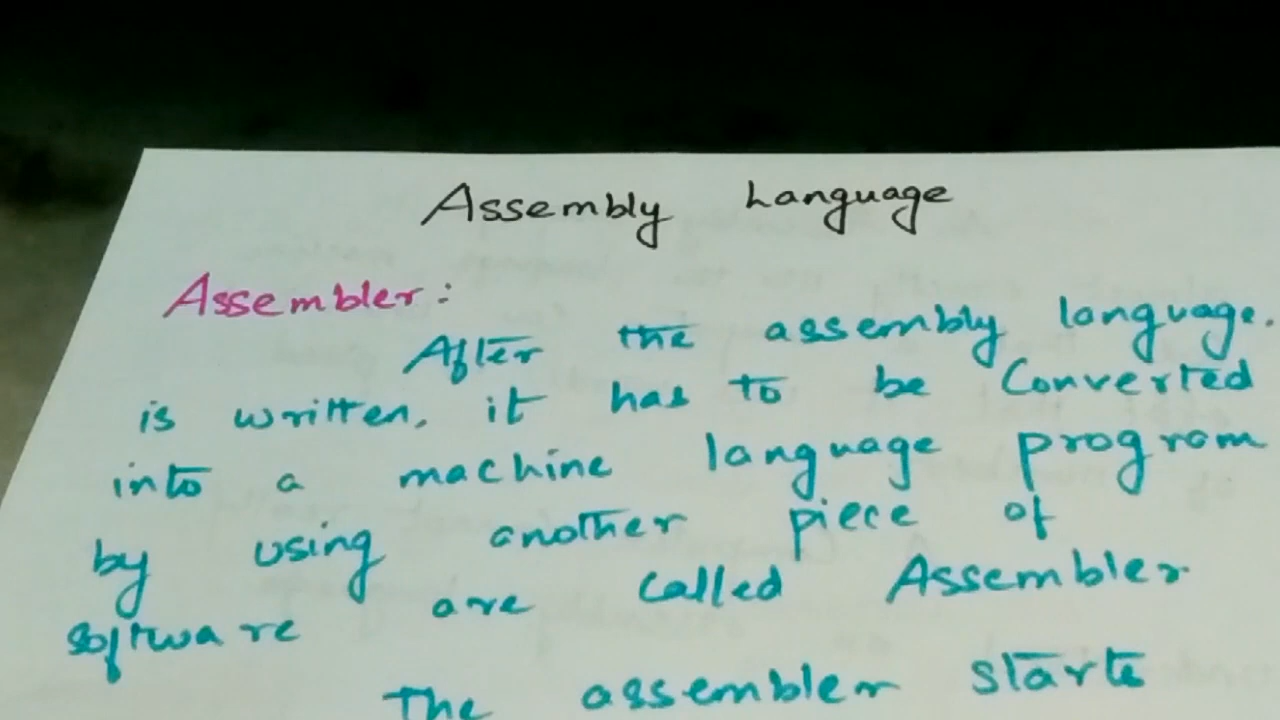 Assembly Language
Assembler:
After the assembly language.
is written, it has to be Converted
into a machine language program
by using another piece of
software are called Assembler
The assembler starts